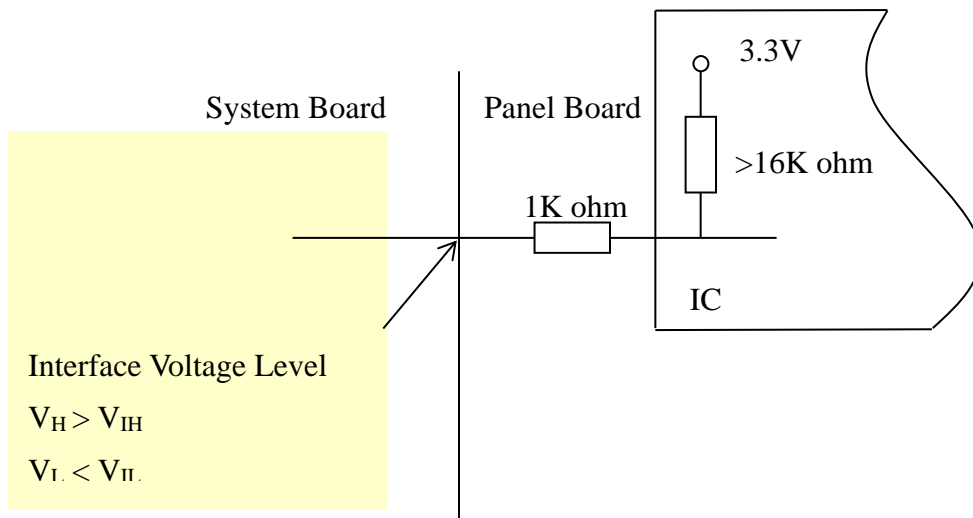 3.3V
System Board
Panel Board
>16K ohm
1K ohm
IC
Interface Voltage Level
VH > VIH
VL < VIL